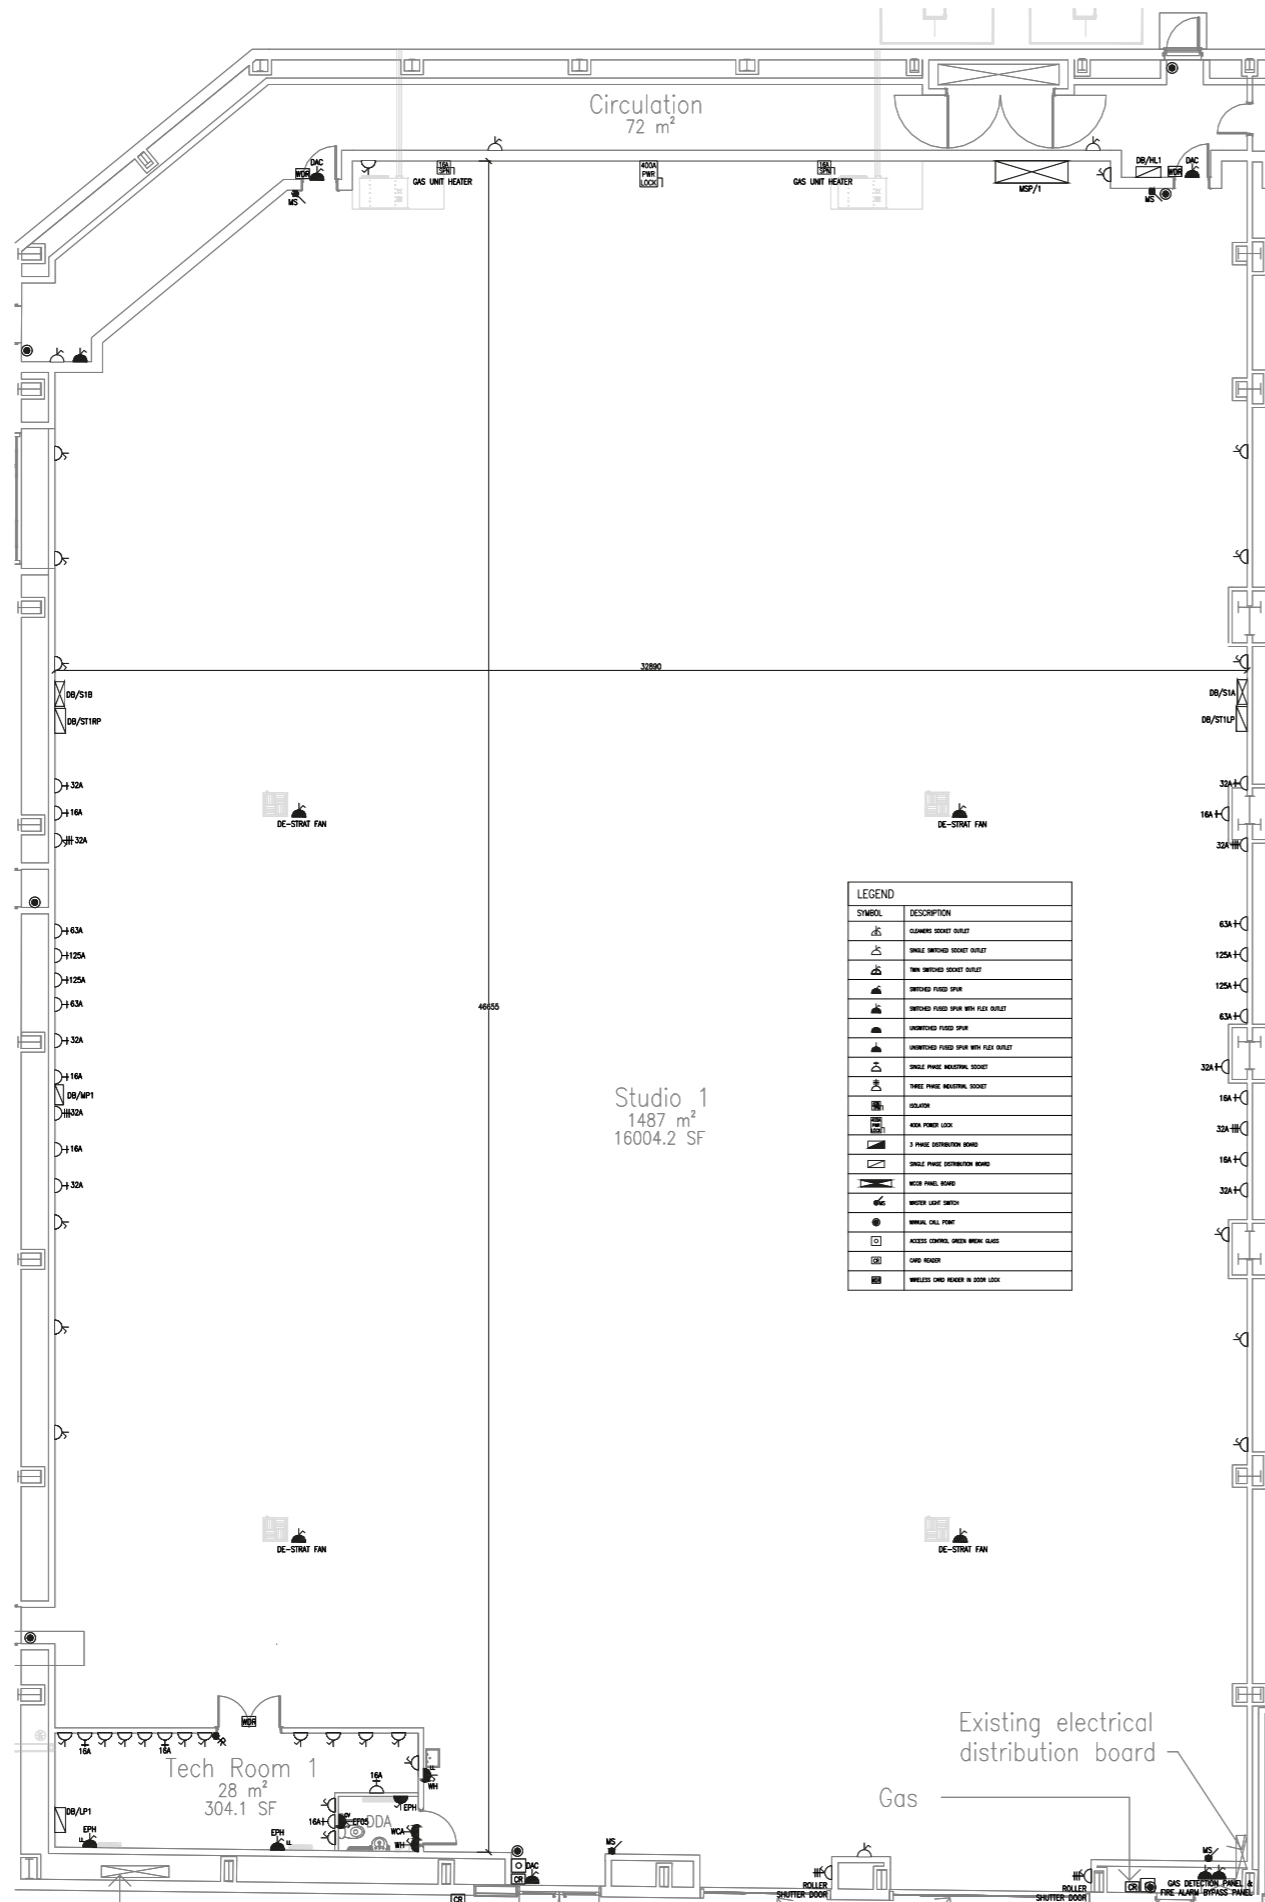 Circulation
72 m²
DAC
WDR
MS
16A
SPN
GAS UNIT HEATER
400A
PWR
LOCK
16A
SPN
GAS UNIT HEATER
MSP/1
DB/HL1
DAC
WDR
MS
32890
DB/S1B
DB/ST1RP
DB/S1A
DB/ST1LP
32A
16A
32A
DE-STRAT FAN
DE-STRAT FAN
32A
16A
32A
63A
125A
125A
63A
32A
16A
DB/MP1
32A
16A
32A
46655
Studio 1
1487 m²
16004.2 SF
LEGEND
SYMBOL DESCRIPTION
CLEANERS SOCKET OUTLET
SINGLE SWITCHED SOCKET OUTLET
TWIN SWITCHED SOCKET OUTLET
SWITCHED FUSED SPUR
SWITCHED FUSED SPUR WITH FLEX OUTLET
UNSWITCHED FUSED SPUR
UNSWITCHED FUSED SPUR WITH FLEX OUTLET
SINGLE PHASE INDUSTRIAL SOCKET
THREE PHASE INDUSTRIAL SOCKET
ISOLATOR
400A POWER LOCK
3 PHASE DISTRIBUTION BOARD
SINGLE PHASE DISTRIBUTION BOARD
MCCB PANEL BOARD
MS MASTER LIGHT SWITCH
MANUAL CALL POINT
ACCESS CONTROL GREEN BREAK GLASS
CR CARD READER
WDR WIRELESS CARD READER IN DOOR LOCK
63A
125A
125A
63A
32A
16A
32A
16A
32A
DE-STRAT FAN
DE-STRAT FAN
WDR
16A
16A
Tech Room 1
28 m²
304.1 SF
16A
WH
DB/LP1
EPH
EPH
16A
EF05
DDA
EPH
WCA
WH
DAC
CR
CR
MS
ROLLER
SHUTTER DOOR
ROLLER
SHUTTER DOOR
Existing electrical
distribution board
Gas
CR
MS
GAS DETECTION PANEL &
FIRE ALARM BYPASS PANEL